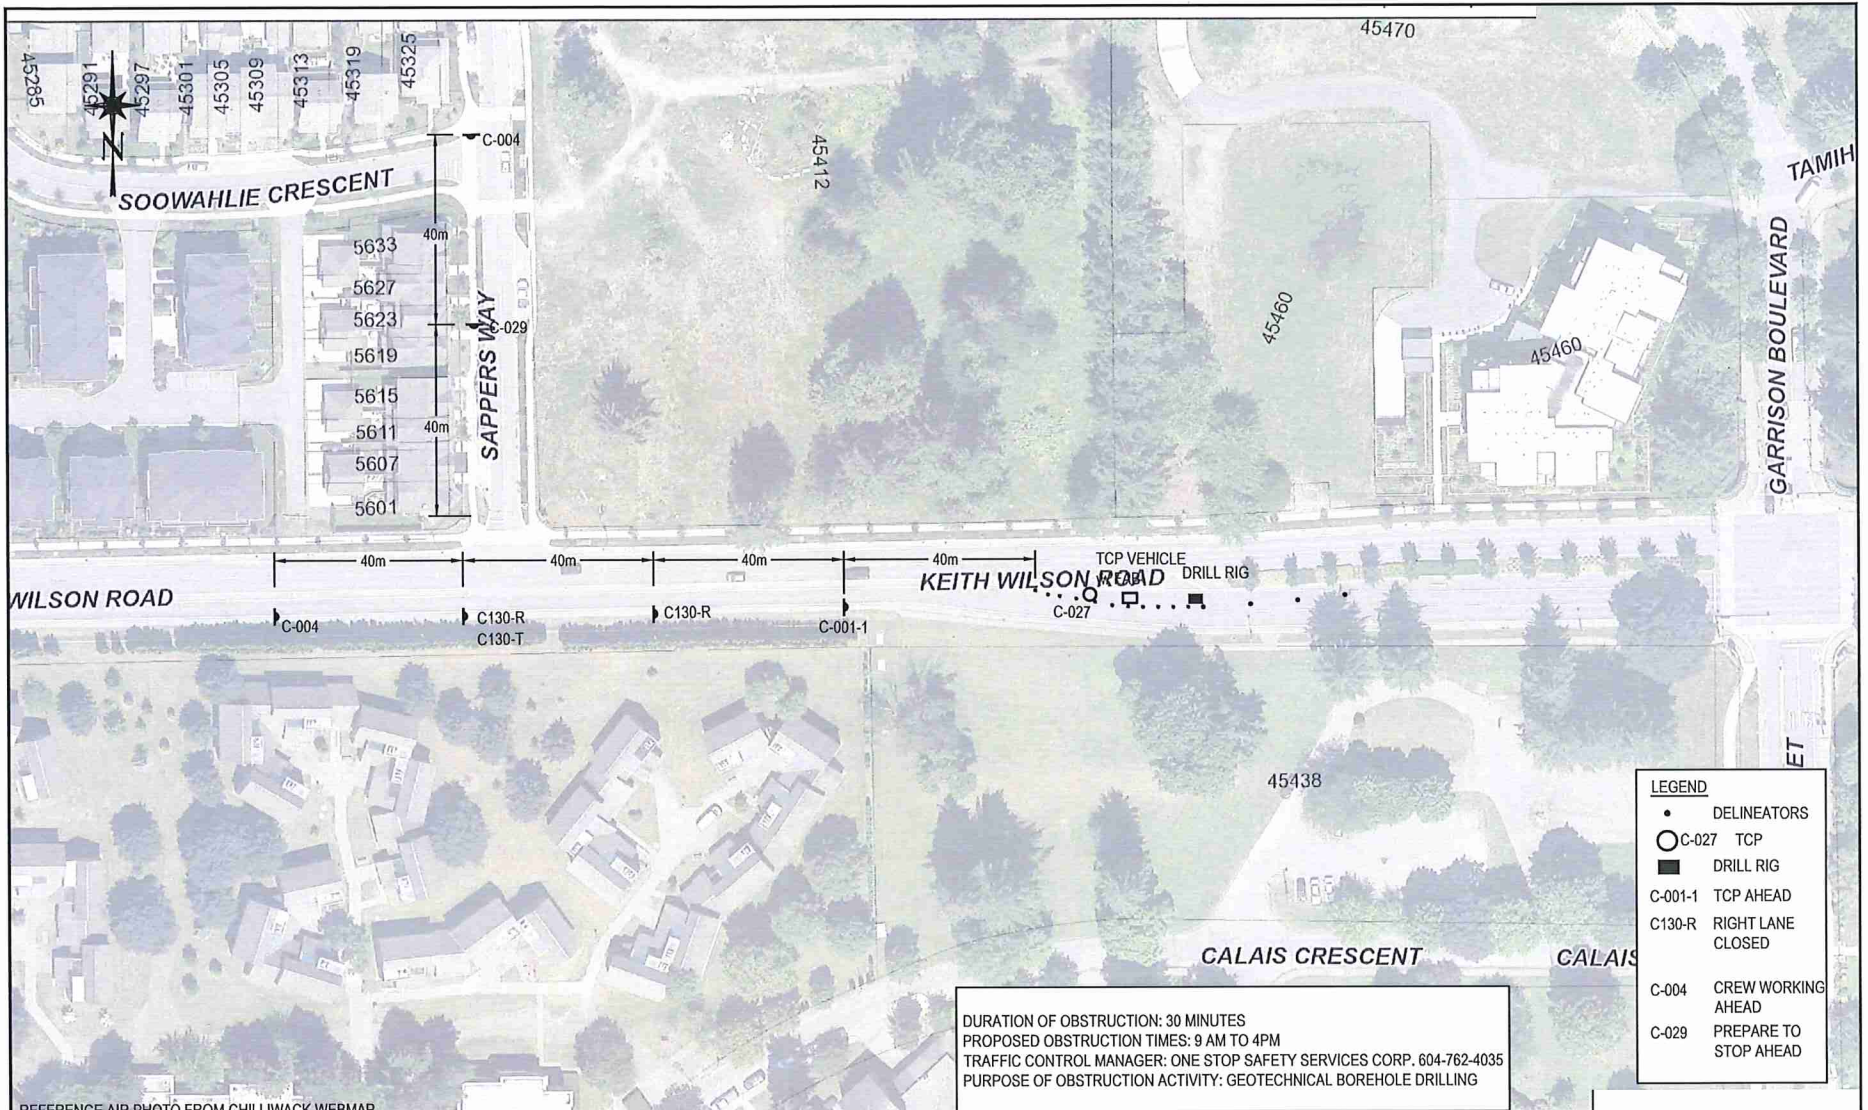 45470
45285
45291
45297
45301
45305
45309
45313
45319
45325
N
C-004
SOOWAHLIE CRESCENT
45412
TAMIH
40m
5633
5627
5623
5619
5615
5611
5607
5601
C-029
SAPPERS WAY
40m
45460
45460
GARRISON BOULEVARD
40m
40m
40m
40m
TCP VEHICLE
DRILL RIG
KEITH WILSON ROAD
WILSON ROAD
C-004
C130-R
C130-T
C130-R
C-001-1
C-027
45438
ET
LEGEND
DELINEATORS
C-027 TCP
DRILL RIG
C-001-1 TCP AHEAD
C130-R RIGHT LANE
CLOSED
C-004 CREW WORKING
AHEAD
C-029 PREPARE TO
STOP AHEAD
CALAIS CRESCENT
CALAIS
DURATION OF OBSTRUCTION: 30 MINUTES
PROPOSED OBSTRUCTION TIMES: 9 AM TO 4PM
TRAFFIC CONTROL MANAGER: ONE STOP SAFETY SERVICES CORP. 604-762-4035
PURPOSE OF OBSTRUCTION ACTIVITY: GEOTECHNICAL BOREHOLE DRILLING
REFERENCE AIR PHOTO FROM CHILLIWACK WEBMAP